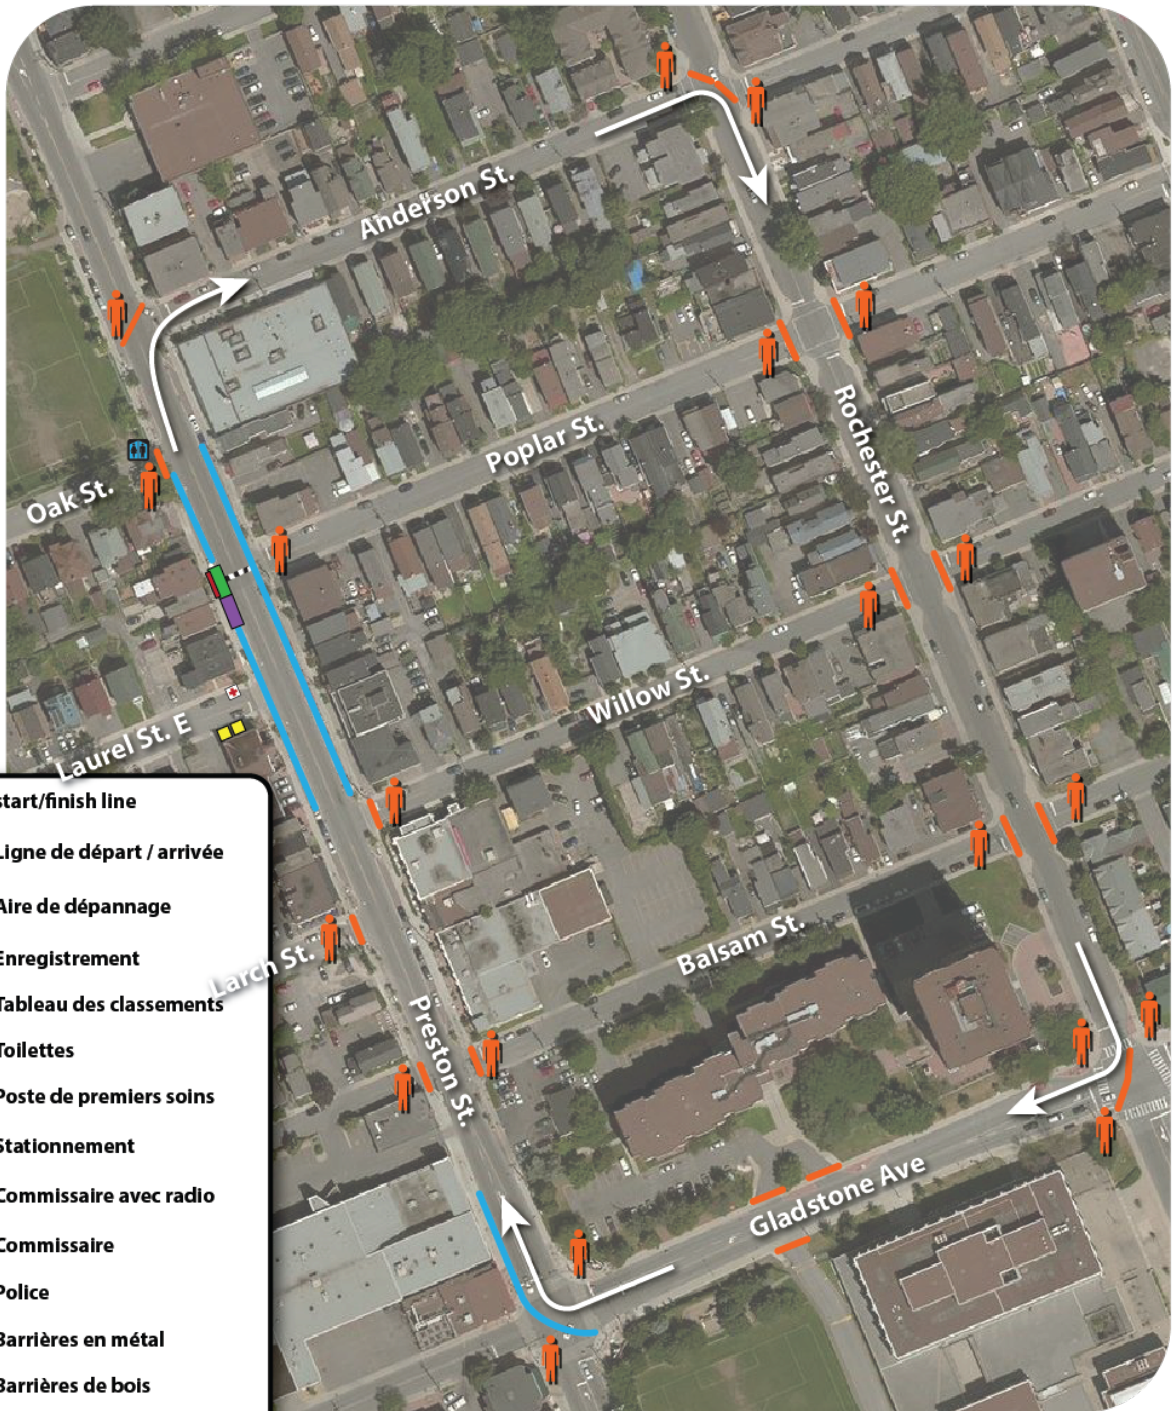 Anderson St.
Poplar St.
Oak St.
Rochester St.
Willow St.
Laurel St. E
Balsam St.
Larch St.
Preston St.
Gladstone Ave
start/finish line
Ligne de départ / arrivée
Aire de dépannage
Enregistrement
Tableau des classements
Toilettes
Poste de premiers soins
Stationnement
Commissaire avec radio
Commissaire
Police
Barrières en métal
Barrières de bois